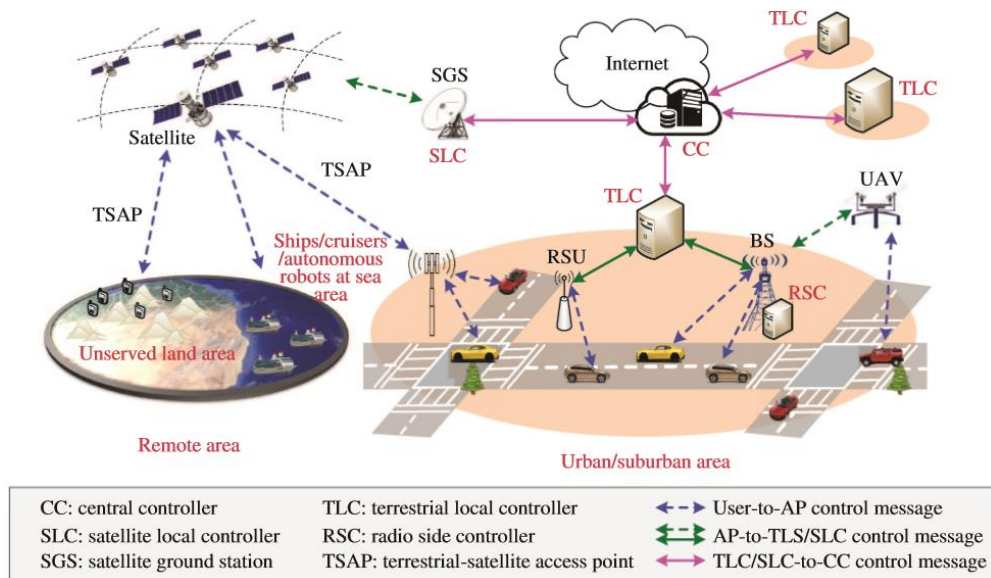 TLC
Internet
SGS
TLC
Satellite
SLC
CC
TSAP
TLC
UAV
TSAP
Ships/cruisers
/autonomous
robots at sea
area
RSU
BS
RSC
Unserved land area
Remote area
Urban/suburban area
CC: central controller
TLC: terrestrial local controller
User-to-AP control message
SLC: satellite local controller
RSC: radio side controller
AP-to-TLS/SLC control message
SGS: satellite ground station
TSAP: terrestrial-satellite access point
TLC/SLC-to-CC control message